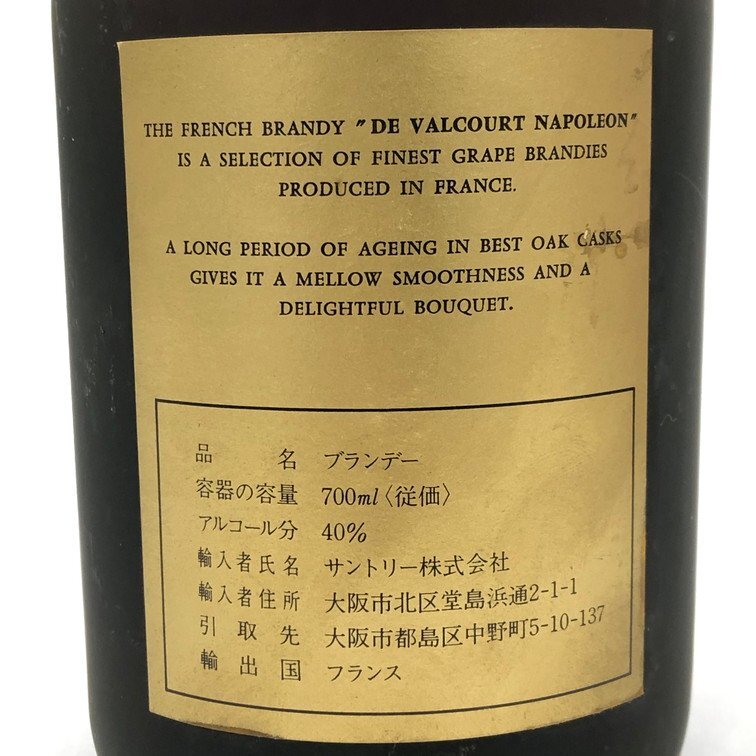 THE FRENCH BRANDY "DE VALCOURT NAPOLEON"
IS A SELECTION OF FINEST GRAPE BRANDIES
PRODUCED IN FRANCE.
A LONG PERIOD OF AGEING IN BEST OAK CASKS
GIVES IT A MELLOW SMOOTHNESS AND A
DELIGHTFUL BOUQUET.
品名 ブランデー
容器の容量 700ml〈従価〉
アルコール分 40%
輸入者氏名 サントリー株式会社
輸入者住所 大阪市北区堂島浜通2-1-1
引取先 大阪市都島区中野町5-10-137
輸出国 フランス